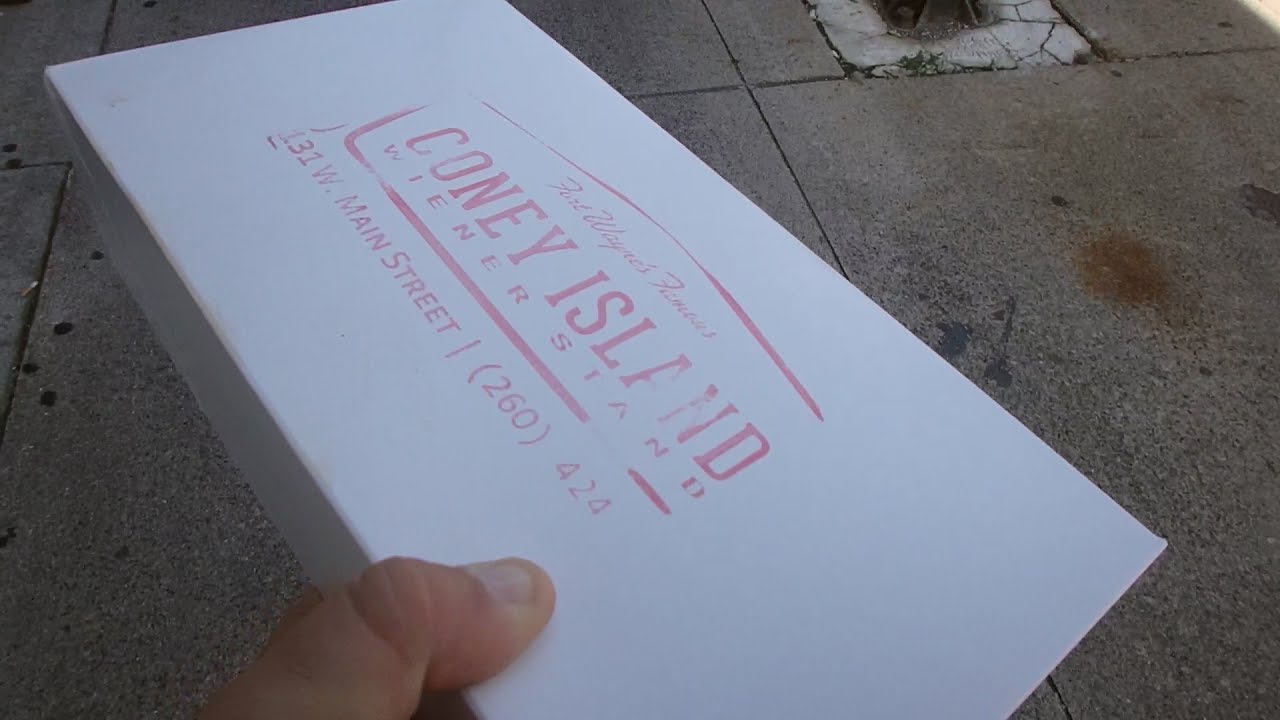 Fort Wayne's Famous
CONEY ISLAND
WIENER STAND
131 W. MAIN STREET | (260) 424